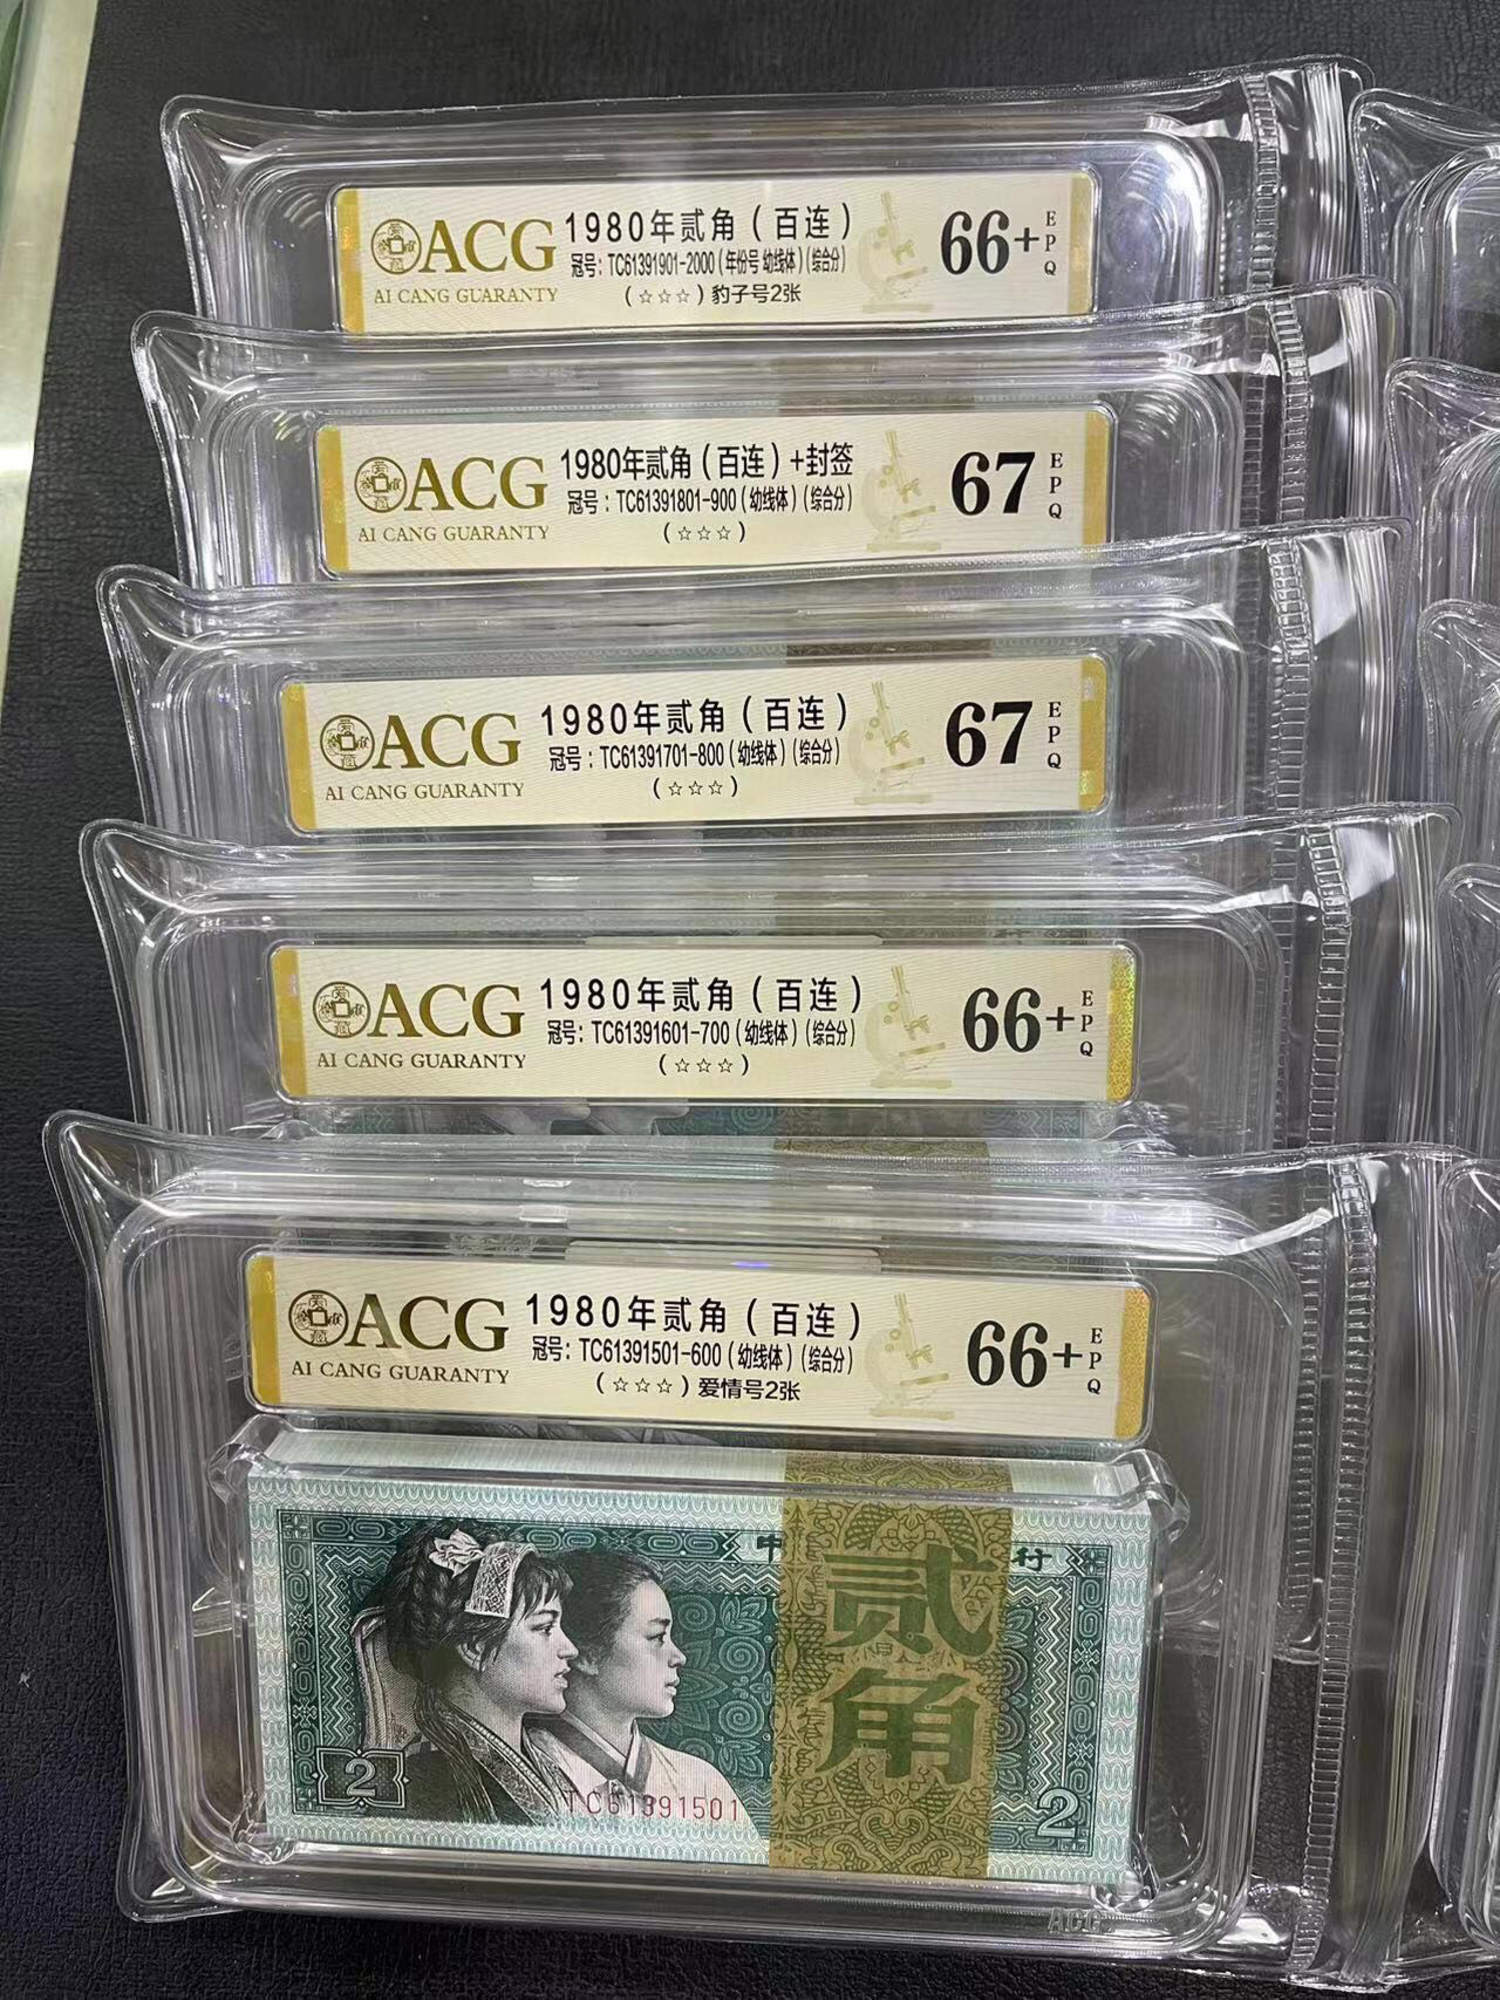 ACG
AI CANG GUARANTY
1980年贰角（百连）
冠号：TC61391901-2000（年份号 幼线体）（综合分）
（☆☆☆）豹子号2张
66+
EPQ
ACG
AI CANG GUARANTY
1980年贰角（百连）+封签
冠号：TC61391801-900（幼线体）（综合分）
（☆☆☆）
67
EPQ
ACG
AI CANG GUARANTY
1980年贰角（百连）
冠号：TC61391701-800（幼线体）（综合分）
（☆☆☆）
67
EPQ
ACG
AI CANG GUARANTY
1980年贰角（百连）
冠号：TC61391601-700（幼线体）（综合分）
（☆☆☆）
66+
EPQ
ACG
AI CANG GUARANTY
1980年贰角（百连）
冠号：TC61391501-600（幼线体）（综合分）
（☆☆☆）爱情号2张
66+
EPQ
中 行
贰角
2
TC61391501
2
ACG